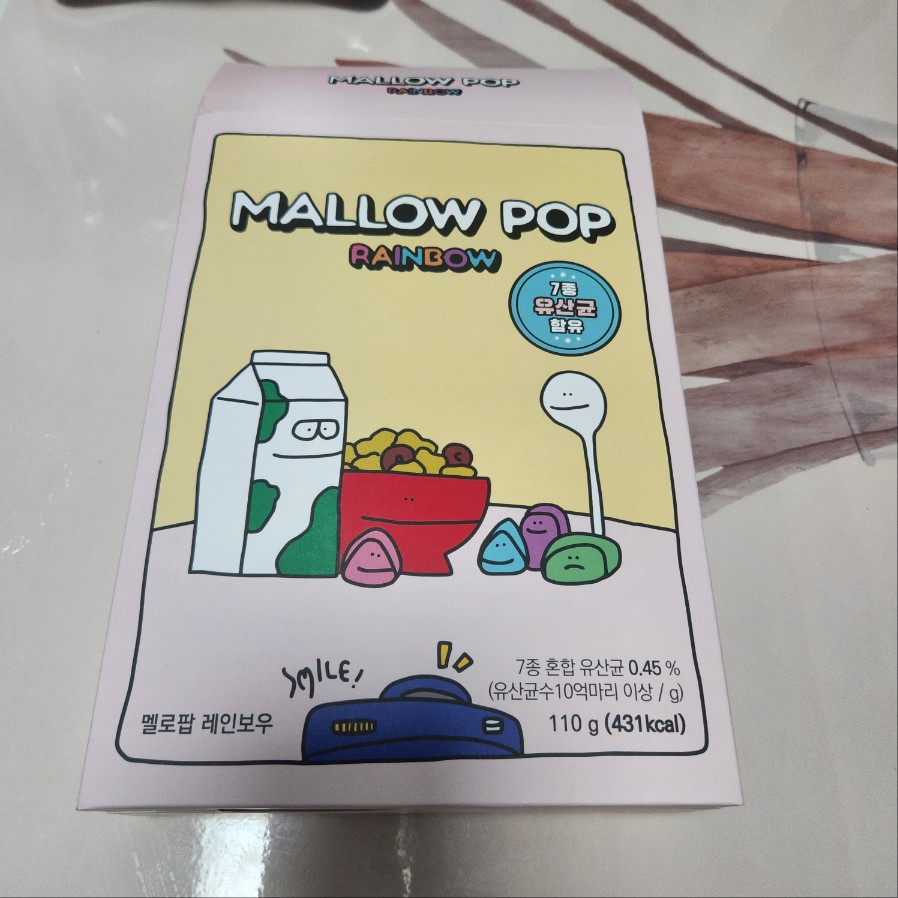 MALLOW POP
RAINBOW
MALLOW POP
RAINBOW
7종
유산균
함유
SMILE!
7종 혼합 유산균 0.45 %
(유산균수10억마리 이상 / g)
멜로팝 레인보우
110 g (431kcal)